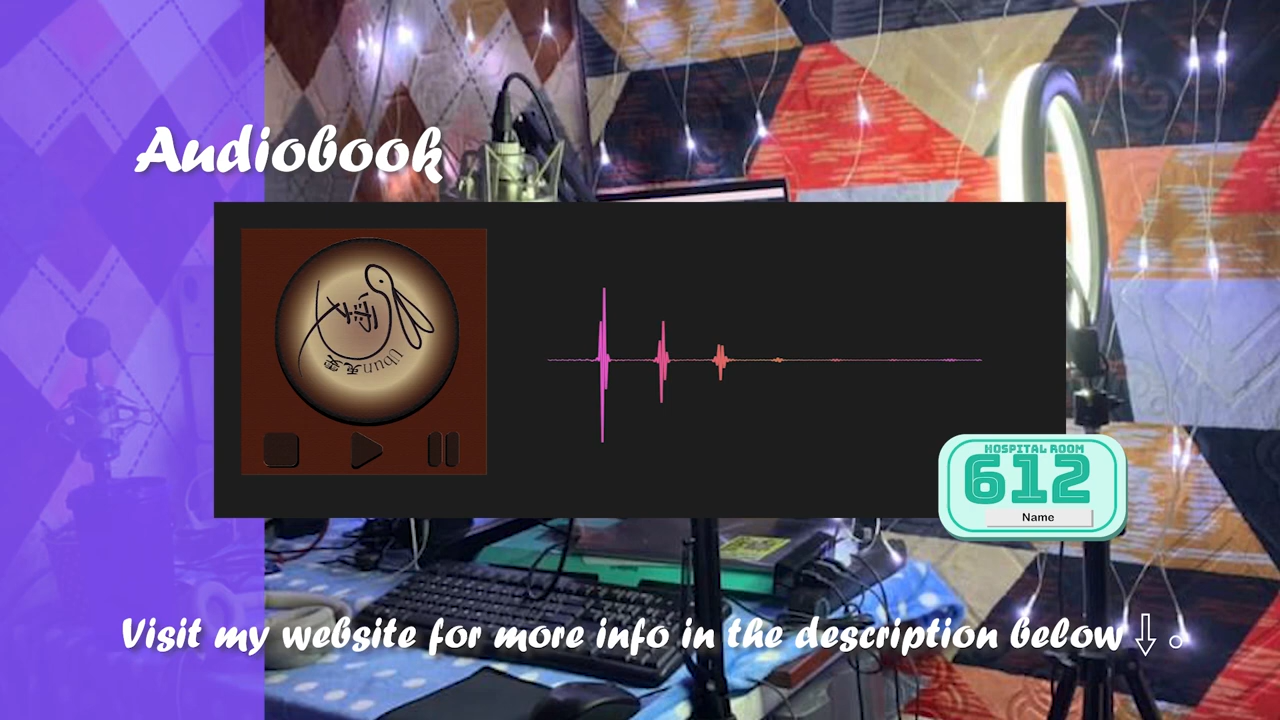 Audiobook
HOSPITAL ROOM
612
Name
Visit my website for more info in the description below